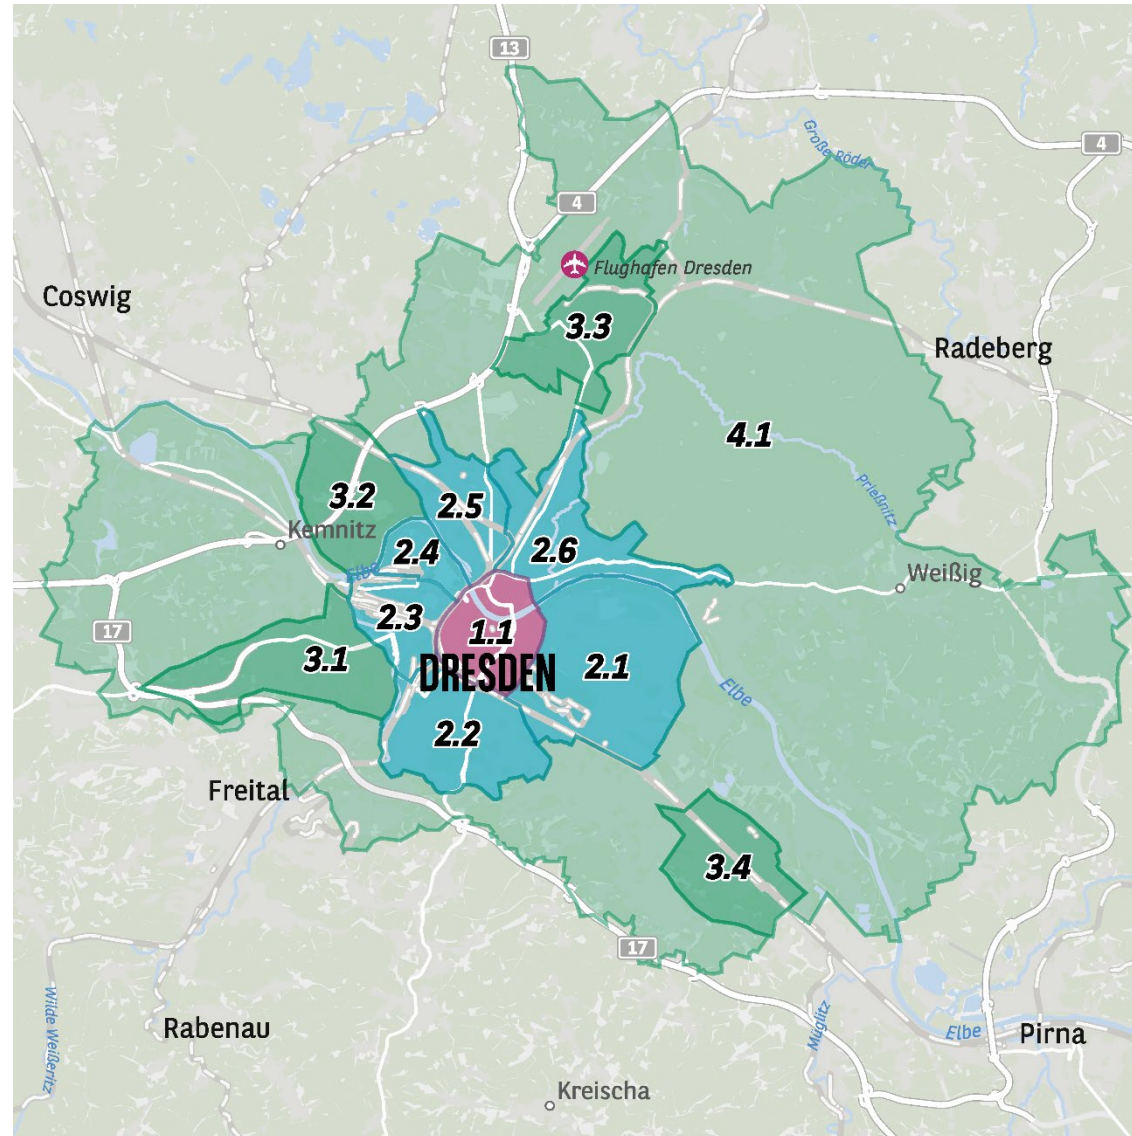 13
4
Große Röder
4
Flughafen Dresden
Coswig
3.3
Radeberg
4.1
3.2
2.5
Prießnitz
Kemnitz
2.4
2.6
Elbe
Weißig
2.3
17
1.1
3.1
DRESDEN
2.1
Elbe
2.2
Freital
3.4
17
Wilde Weißeritz
Rabenau
Müglitz
Elbe
Pirna
Kreischa